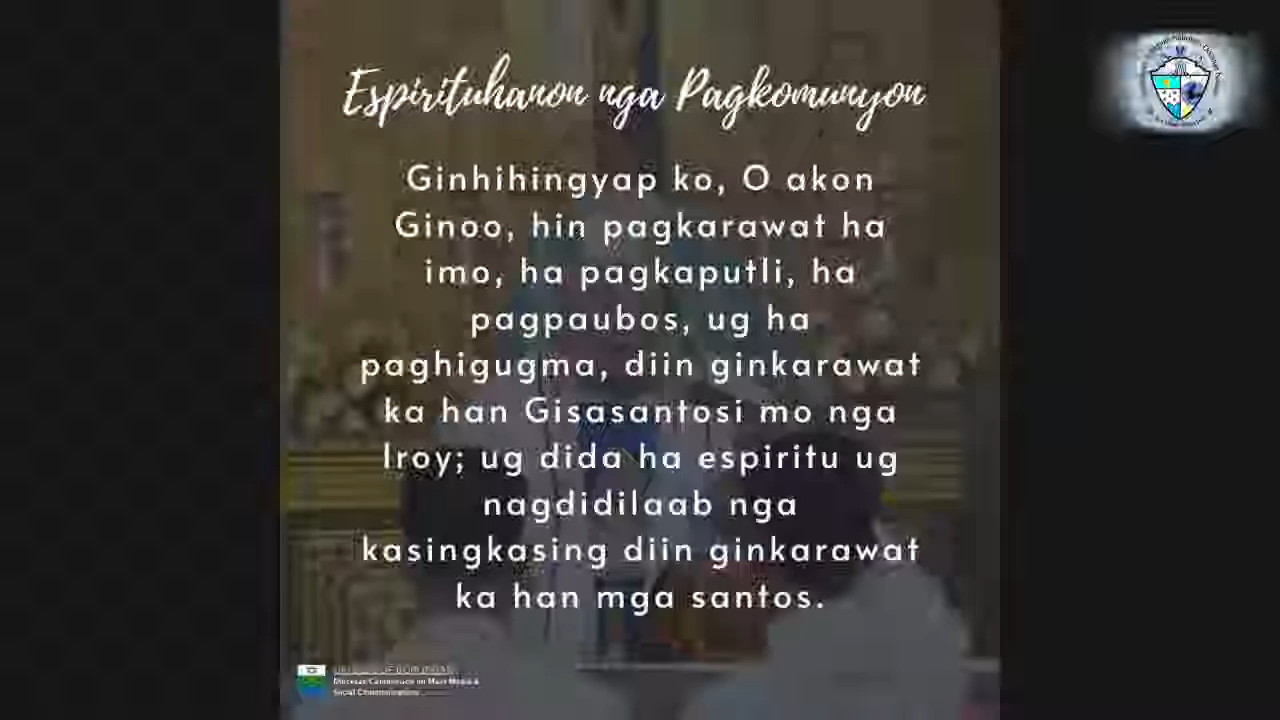 Espirituhanon nga Pagkomunyon
Ginhihingyap ko, O akon
Ginoo, hin pagkarawat ha
imo, ha pagkaputli, ha
pagpaubos, ug ha
paghigugma, diin ginkarawat
ka han Gisasantosi mo nga
Iroy; ug dida ha espiritu ug
nagdidilaab nga
kasingkasing diin ginkarawat
ka han mga santos.
Diocesan Commission on Mass Media &
Social Communications